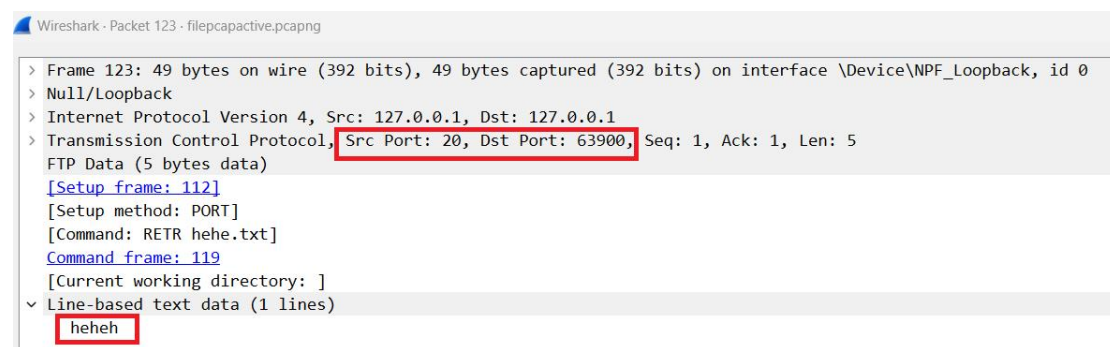 Wireshark · Packet 123 · filepcapactive.pcapng
> Frame 123: 49 bytes on wire (392 bits), 49 bytes captured (392 bits) on interface \Device\NPF_Loopback, id 0
> Null/Loopback
> Internet Protocol Version 4, Src: 127.0.0.1, Dst: 127.0.0.1
> Transmission Control Protocol, Src Port: 20, Dst Port: 63900, Seq: 1, Ack: 1, Len: 5
FTP Data (5 bytes data)
[Setup frame: 112]
[Setup method: PORT]
[Command: RETR hehe.txt]
Command frame: 119
[Current working directory: ]
Line-based text data (1 lines)
heheh